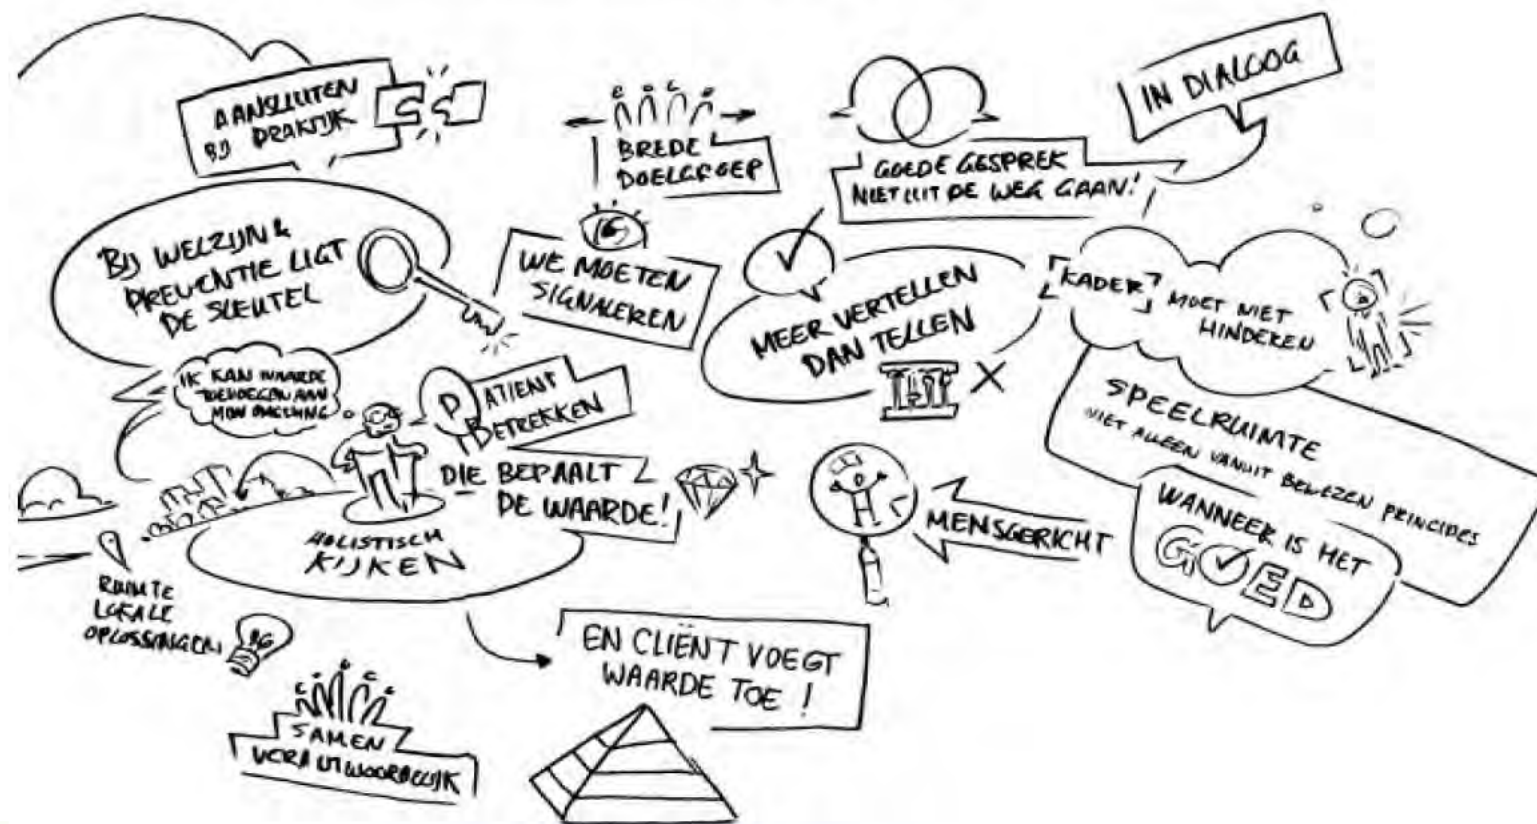 AANSLUITEN
BIJ PRAKTIJK
BREDE
DOELGROEP
GOEDE GESPREK
NIET UIT DE WEG GAAN!
IN DIALOOG
BIJ WELZIJN &
PREVENTIE LIGT
DE SLEUTEL
WE MOETEN
SIGNALEREN
MEER VERTELLEN
DAN TELLEN
KADER MOET NIET
HINDEREN
IK KAN WAARDE
TOEVOEGEN AAN
MIJN OMGEVING
PATIENT
BETREKKEN
DIE BEPAALT
DE WAARDE!
SPEELRUIMTE
NIET ALLEEN VANUIT BEWEZEN PRINCIPES
WANNEER IS HET
GOED
MENSGERICHT
HOLISTISCH
KIJKEN
RUIMTE
LOKALE
OPLOSSINGEN
EN CLIËNT VOEGT
WAARDE TOE!
SAMEN
VERANTWOORDELIJK